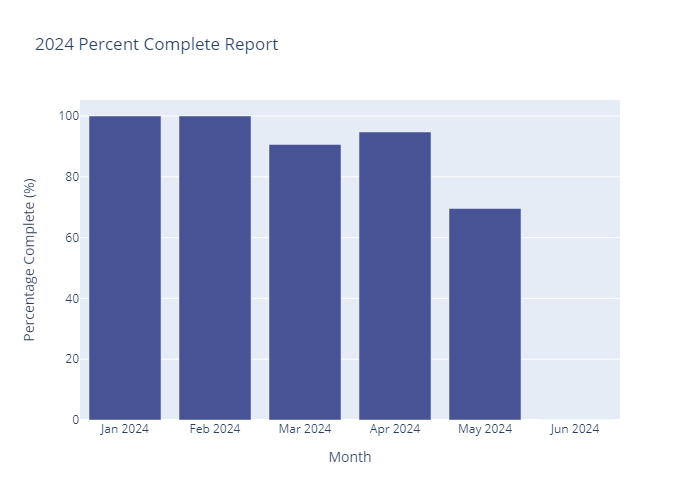 2024 Percent Complete Report
Percentage Complete (%)
100
80
60
40
20
0
Jan 2024
Feb 2024
Mar 2024
Apr 2024
May 2024
Jun 2024
Month